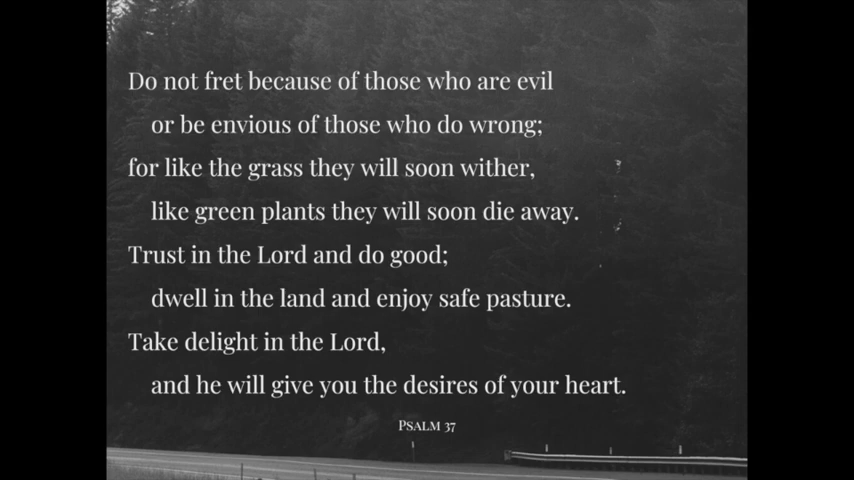 Do not fret because of those who are evil
or be envious of those who do wrong;
for like the grass they will soon wither,
like green plants they will soon die away.
Trust in the Lord and do good;
dwell in the land and enjoy safe pasture.
Take delight in the Lord,
and he will give you the desires of your heart.
Psalm 37